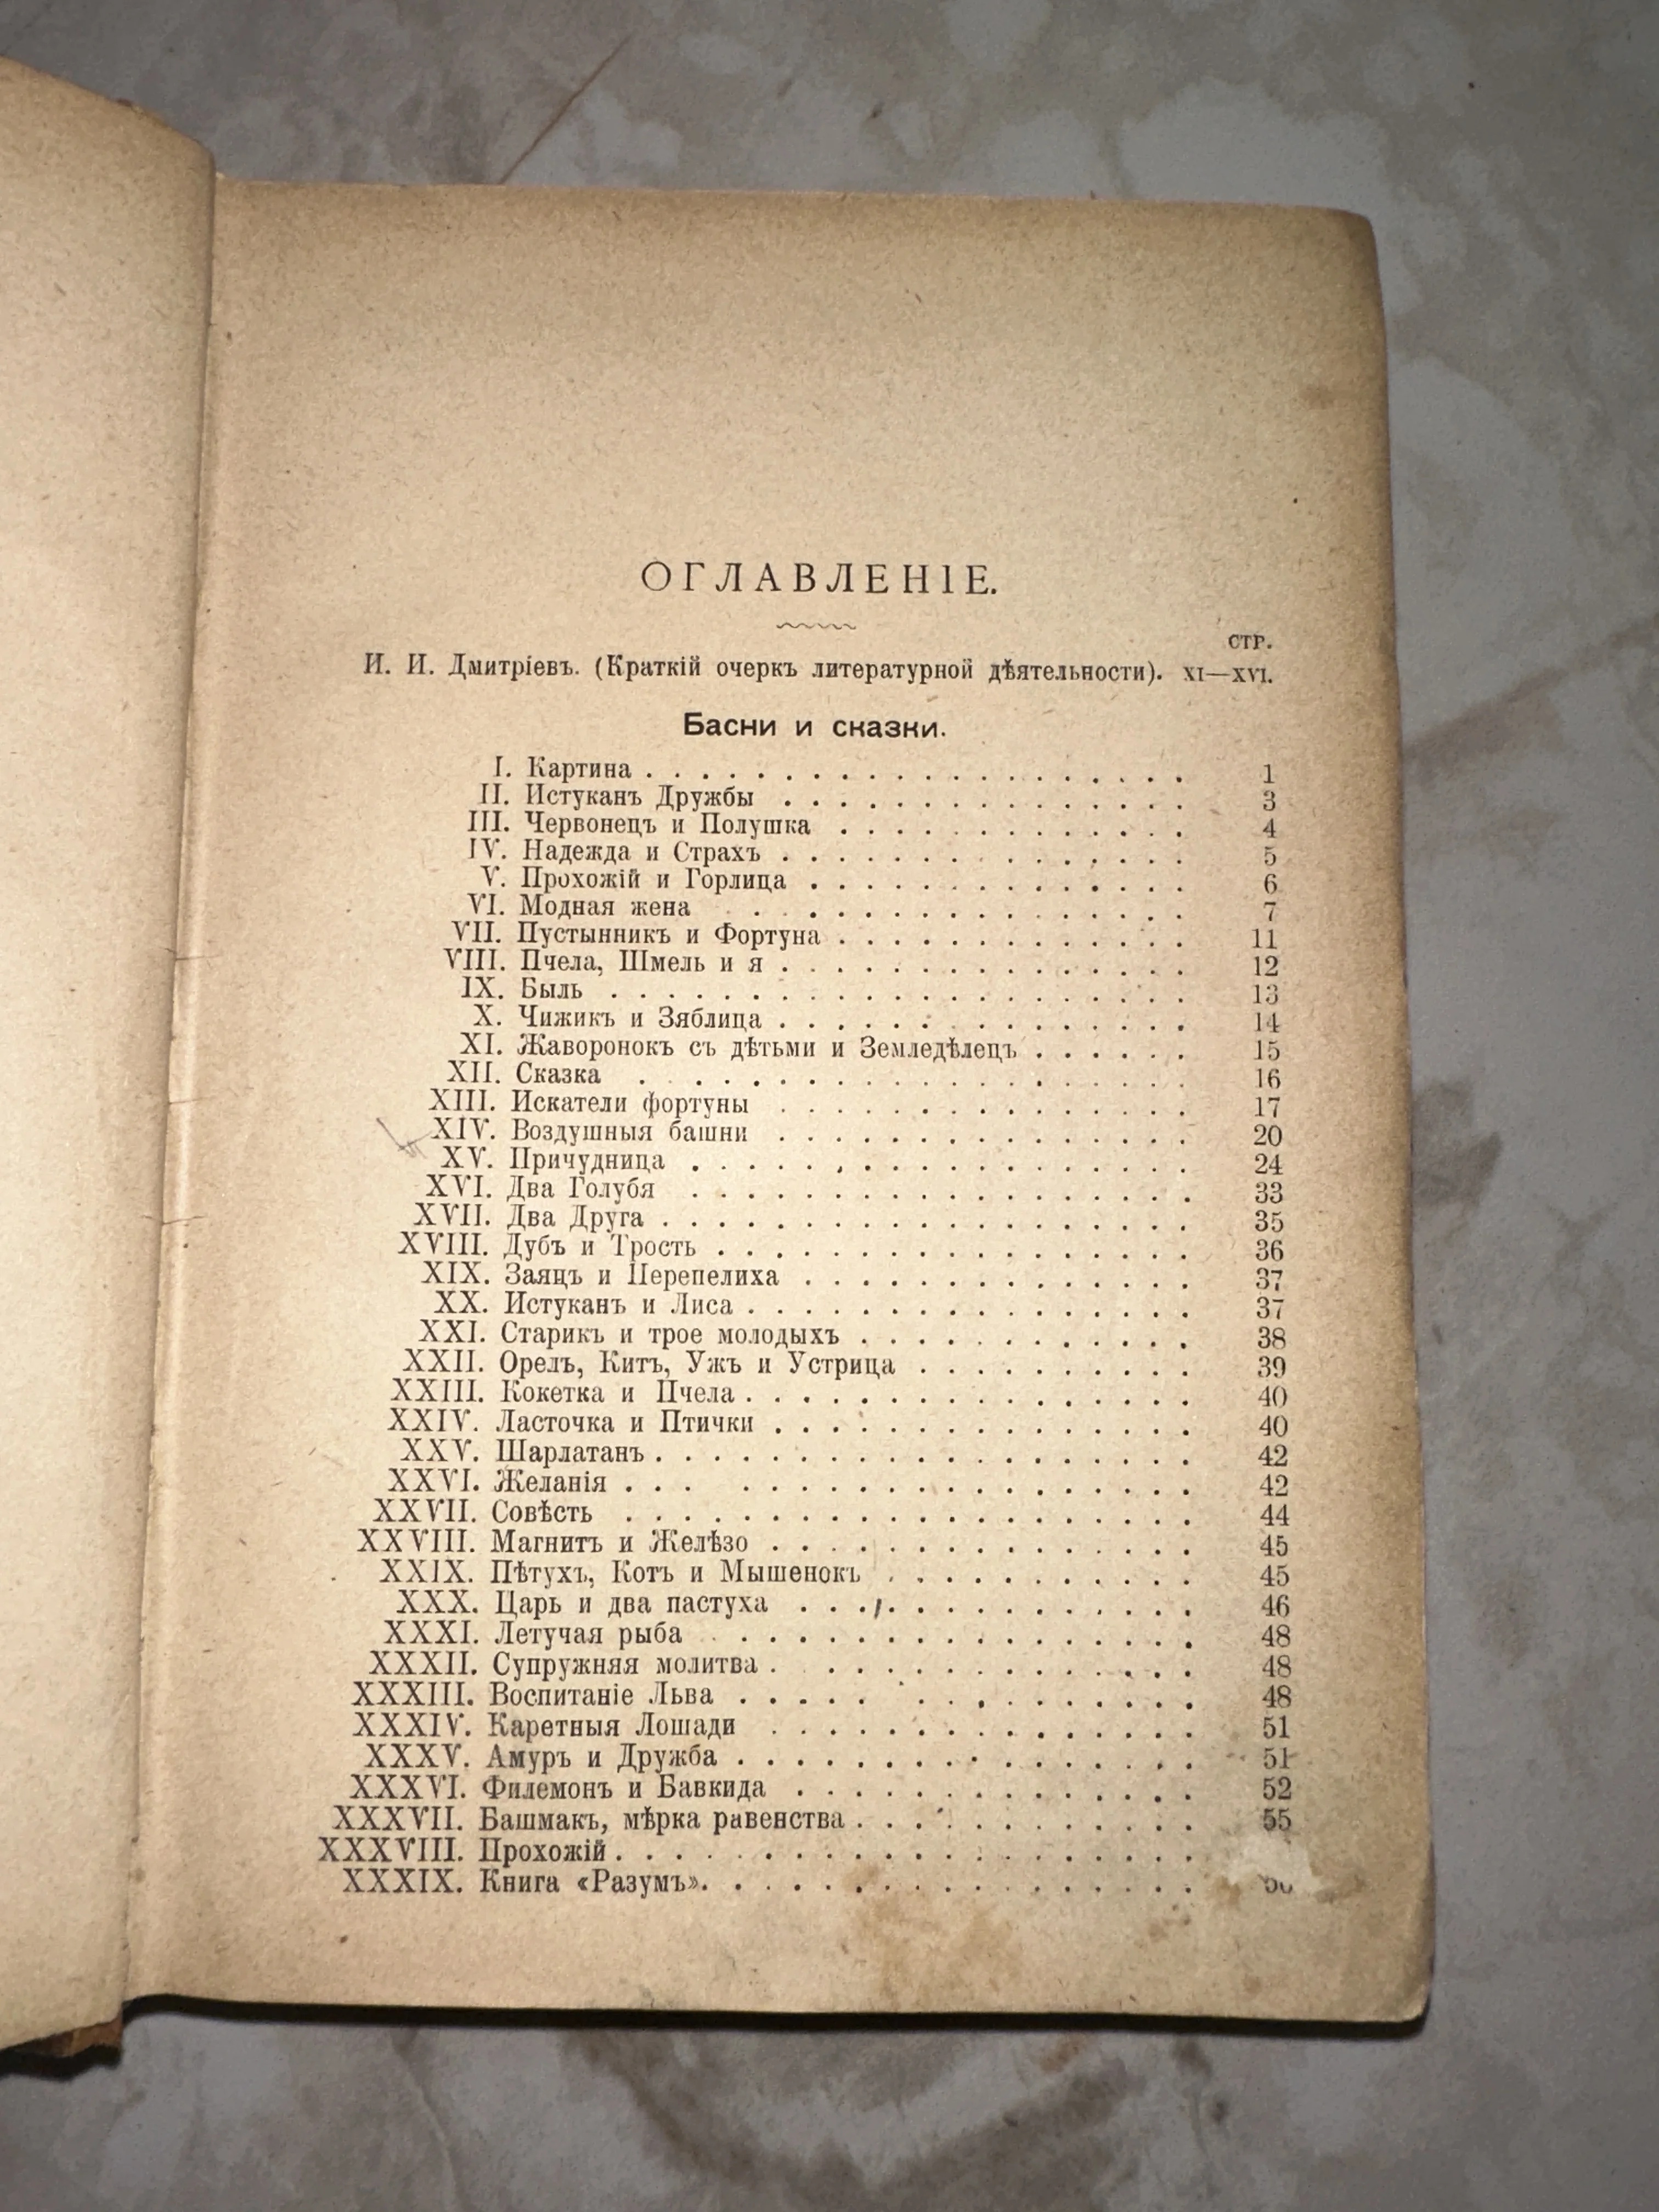 ОГЛАВЛЕНІЕ.
стр.
И. И. Дмитріевъ. (Краткій очеркъ литературной дѣятельности). XI—XVI.
Басни и сказки.
I. Картина . . . . . . . . . . . . . . . . . . . . 1
II. Истуканъ Дружбы . . . . . . . . . . . . . . . 3
III. Червонецъ и Полушка . . . . . . . . . . . . . 4
IV. Надежда и Страхъ . . . . . . . . . . . . . . . 5
V. Прохожій и Горлица . . . . . . . . . . . . . . 6
VI. Модная жена . . . . . . . . . . . . . . . 7
VII. Пустынникъ и Фортуна . . . . . . . . . . . . . 11
VIII. Пчела, Шмель и я . . . . . . . . . . . . . . . 12
IX. Быль . . . . . . . . . . . . . . . . . . . . . 13
X. Чижикъ и Зяблица . . . . . . . . . . . . . . . 14
XI. Жаворонокъ съ дѣтьми и Земледѣлецъ . . . . . . 15
XII. Сказка . . . . . . . . . . . . . . . . . . . 16
XIII. Искатели фортуны . . . . . . . . . . . . . . . 17
XIV. Воздушныя башни . . . . . . . . . . . . . . . 20
XV. Причудница . . . . . . . . . . . . . . . . . . 24
XVI. Два Голубя . . . . . . . . . . . . . . . . . . 33
XVII. Два Друга . . . . . . . . . . . . . . . . . . . 35
XVIII. Дубъ и Трость . . . . . . . . . . . . . . . . . 36
XIX. Заяцъ и Перепелиха . . . . . . . . . . . . . . 37
XX. Истуканъ и Лиса . . . . . . . . . . . . . . . . 37
XXI. Старикъ и трое молодыхъ . . . . . . . . . . . . 38
XXII. Орелъ, Китъ, Ужъ и Устрица . . . . . . . . . . 39
XXIII. Кокетка и Пчела . . . . . . . . . . . . . . . . 40
XXIV. Ласточка и Птички . . . . . . . . . . . . . . . 40
XXV. Шарлатанъ . . . . . . . . . . . . . . . . . . . 42
XXVI. Желанія . . . . . . . . . . . . . . . . . . . 42
XXVII. Совѣсть . . . . . . . . . . . . . . . . . . . . 44
XXVIII. Магнитъ и Желѣзо . . . . . . . . . . . . . . . 45
XXIX. Пѣтухъ, Котъ и Мышенокъ . . . . . . . . . . . 45
XXX. Царь и два пастуха . . . . . . . . . . . . . . 46
XXXI. Летучая рыба . . . . . . . . . . . . . . . . . 48
XXXII. Супружняя молитва . . . . . . . . . . . . . . 48
XXXIII. Воспитаніе Льва . . . . . . . . . . . . . . . . 48
XXXIV. Каретныя Лошади . . . . . . . . . . . . . . . 51
XXXV. Амуръ и Дружба . . . . . . . . . . . . . . . . 51
XXXVI. Филемонъ и Бавкида . . . . . . . . . . . . . . 52
XXXVII. Башмакъ, мѣрка равенства . . . . . . . . . . . . 55
XXXVIII. Прохожій . . . . . . . . . . . . . . . . . . . .
XXXIX. Книга «Разумъ» . . . . . . . . . . . . . . . . .